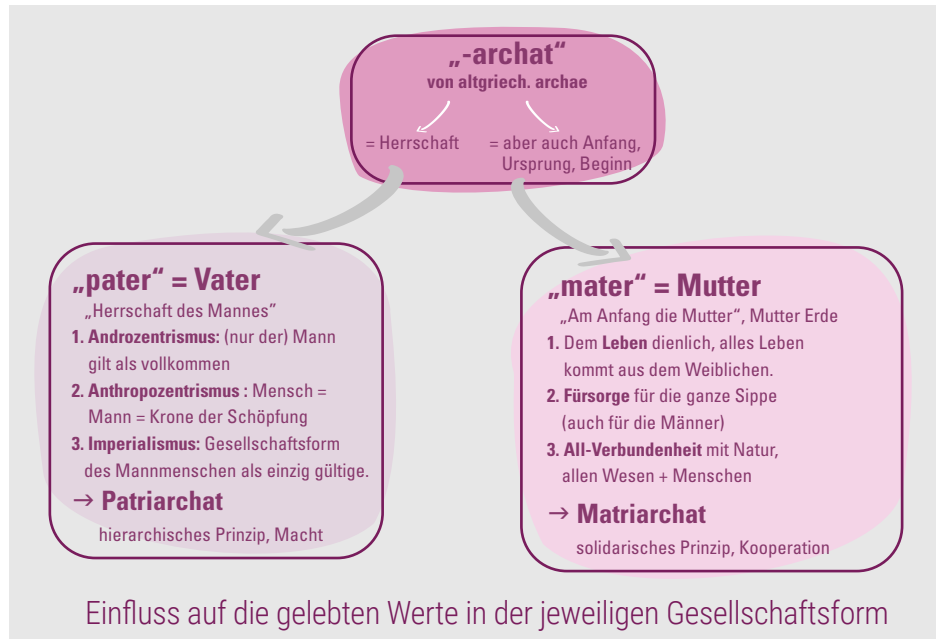 „-archat“
von altgriech. archae
= Herrschaft
= aber auch Anfang,
Ursprung, Beginn
„pater“ = Vater
„Herrschaft des Mannes”
1. Androzentrismus: (nur der) Mann
gilt als vollkommen
2. Anthropozentrismus : Mensch =
Mann = Krone der Schöpfung
3. Imperialismus: Gesellschaftsform
des Mannmenschen als einzig gültige.
→ Patriarchat
hierarchisches Prinzip, Macht
„mater“ = Mutter
„Am Anfang die Mutter“, Mutter Erde
1. Dem Leben dienlich, alles Leben
kommt aus dem Weiblichen.
2. Fürsorge für die ganze Sippe
(auch für die Männer)
3. All-Verbundenheit mit Natur,
allen Wesen + Menschen
→ Matriarchat
solidarisches Prinzip, Kooperation
Einfluss auf die gelebten Werte in der jeweiligen Gesellschaftsform